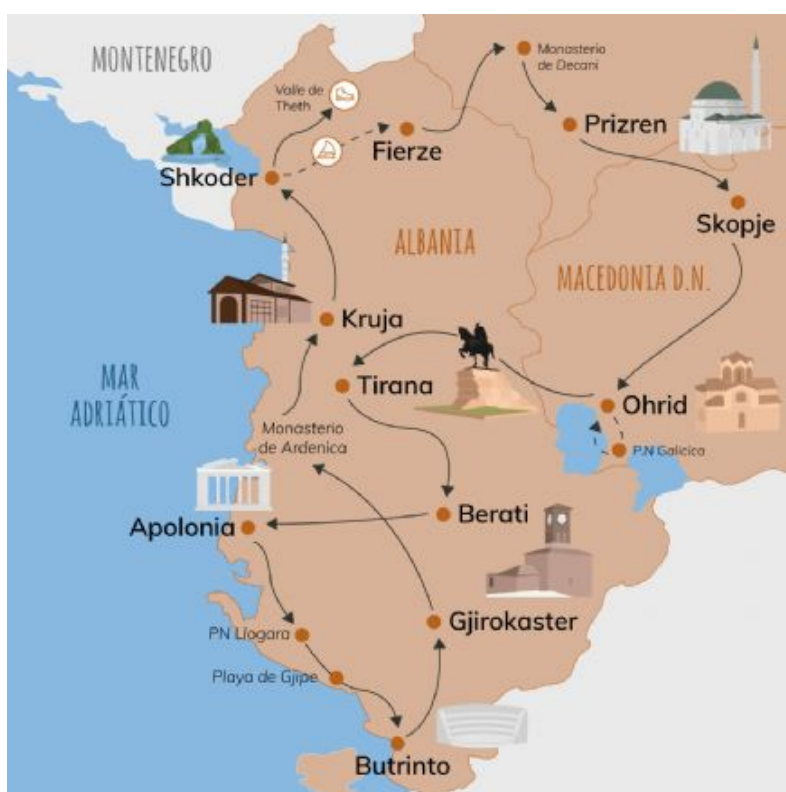 MONTENEGRO
Valle de
Theth
Monasterio
de Decani
Prizren
Fierze
Shkoder
Skopje
ALBANIA
MACEDONIA D.N.
Kruja
MAR
ADRIÁTICO
Tirana
Ohrid
Monasterio
de Ardenica
P.N Galicica
Berati
Apolonia
Gjirokaster
PN Llogara
Playa de Gjipe
Butrinto